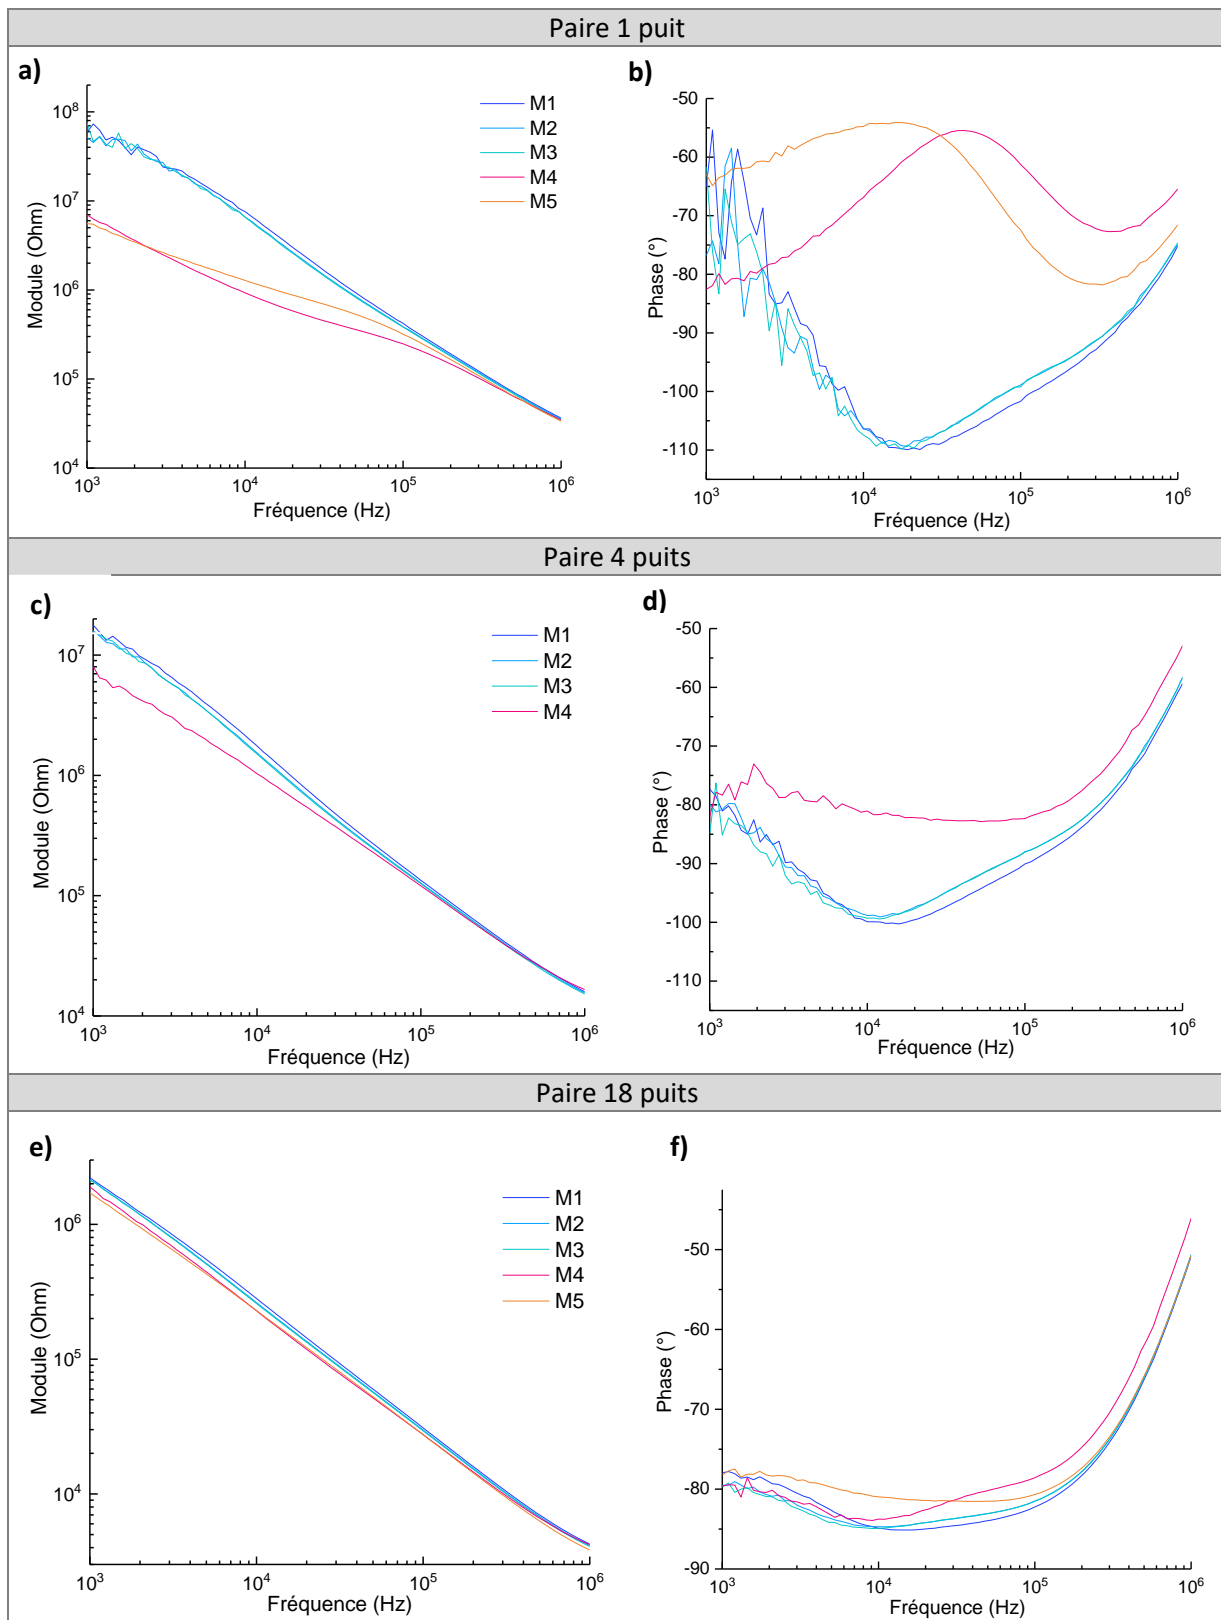 Paire 1 puit
a)
10⁸
10⁷
10⁶
10⁵
10⁴
Module (Ohm)
10³
10⁴
10⁵
10⁶
Fréquence (Hz)
M1
M2
M3
M4
M5
b)
-50
-60
-70
-80
-90
-100
-110
Phase (°)
10³
10⁴
10⁵
10⁶
Fréquence (Hz)
Paire 4 puits
c)
10⁷
10⁶
10⁵
10⁴
Module (Ohm)
10³
10⁴
10⁵
10⁶
Fréquence (Hz)
M1
M2
M3
M4
d)
-50
-60
-70
-80
-90
-100
-110
Phase (°)
10³
10⁴
10⁵
10⁶
Fréquence (Hz)
Paire 18 puits
e)
10⁶
10⁵
10⁴
Module (Ohm)
10³
10⁴
10⁵
10⁶
Fréquence (Hz)
M1
M2
M3
M4
M5
f)
-50
-60
-70
-80
-90
Phase (°)
10³
10⁴
10⁵
10⁶
Fréquence (Hz)